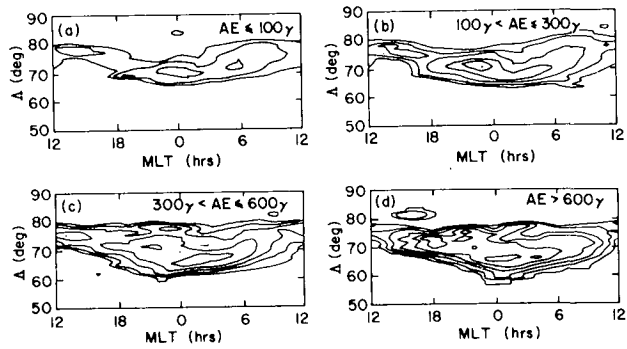 (a) AE ≤ 100γ
90
80
70
60
50
Λ (deg)
12 18 0 6 12
MLT (hrs)
(b) 100γ < AE ≤ 300γ
90
80
70
60
50
Λ (deg)
12 18 0 6 12
MLT (hrs)
(c) 300γ < AE ≤ 600γ
90
80
70
60
50
Λ (deg)
12 18 0 6 12
MLT (hrs)
(d) AE > 600γ
90
80
70
60
50
Λ (deg)
12 18 0 6 12
MLT (hrs)